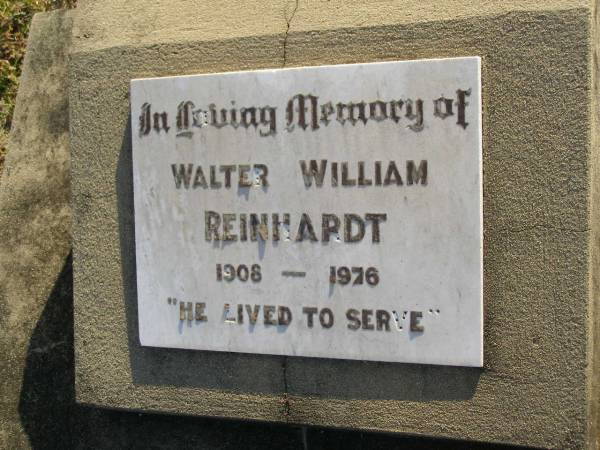 In Loving Memory of
WALTER WILLIAM
REINHARDT
1908 — 1976
"HE LIVED TO SERVE"